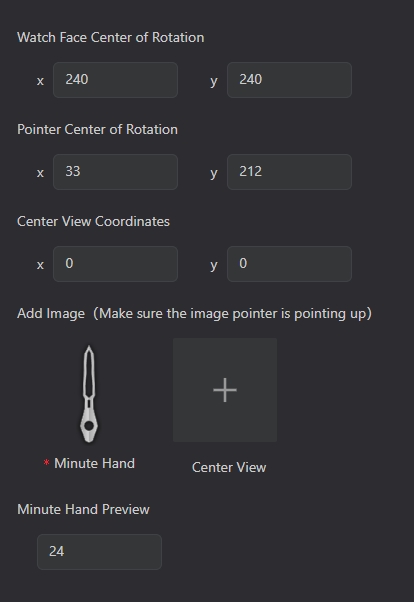 Watch Face Center of Rotation
x 240 y 240
Pointer Center of Rotation
x 33 y 212
Center View Coordinates
x 0 y 0
Add Image（Make sure the image pointer is pointing up）
* Minute Hand
Center View
Minute Hand Preview
24